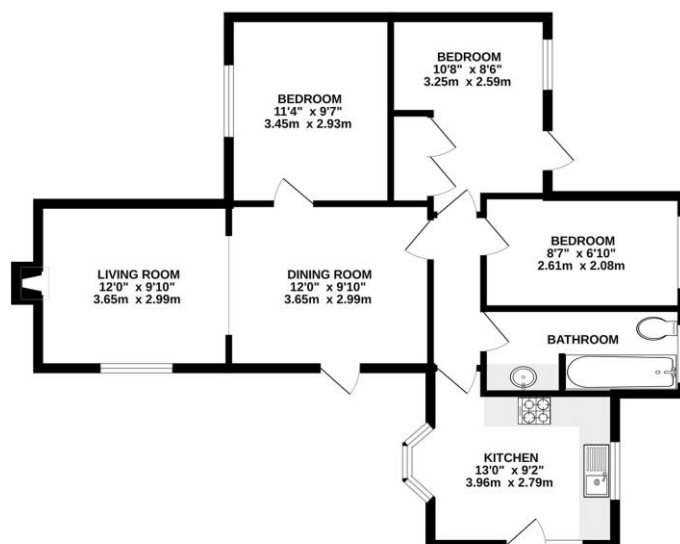 BEDROOM
10'8" x 8'6"
3.25m x 2.59m
BEDROOM
11'4" x 9'7"
3.45m x 2.93m
BEDROOM
8'7" x 6'10"
2.61m x 2.08m
LIVING ROOM
12'0" x 9'10"
3.65m x 2.99m
DINING ROOM
12'0" x 9'10"
3.65m x 2.99m
BATHROOM
KITCHEN
13'0" x 9'2"
3.96m x 2.79m